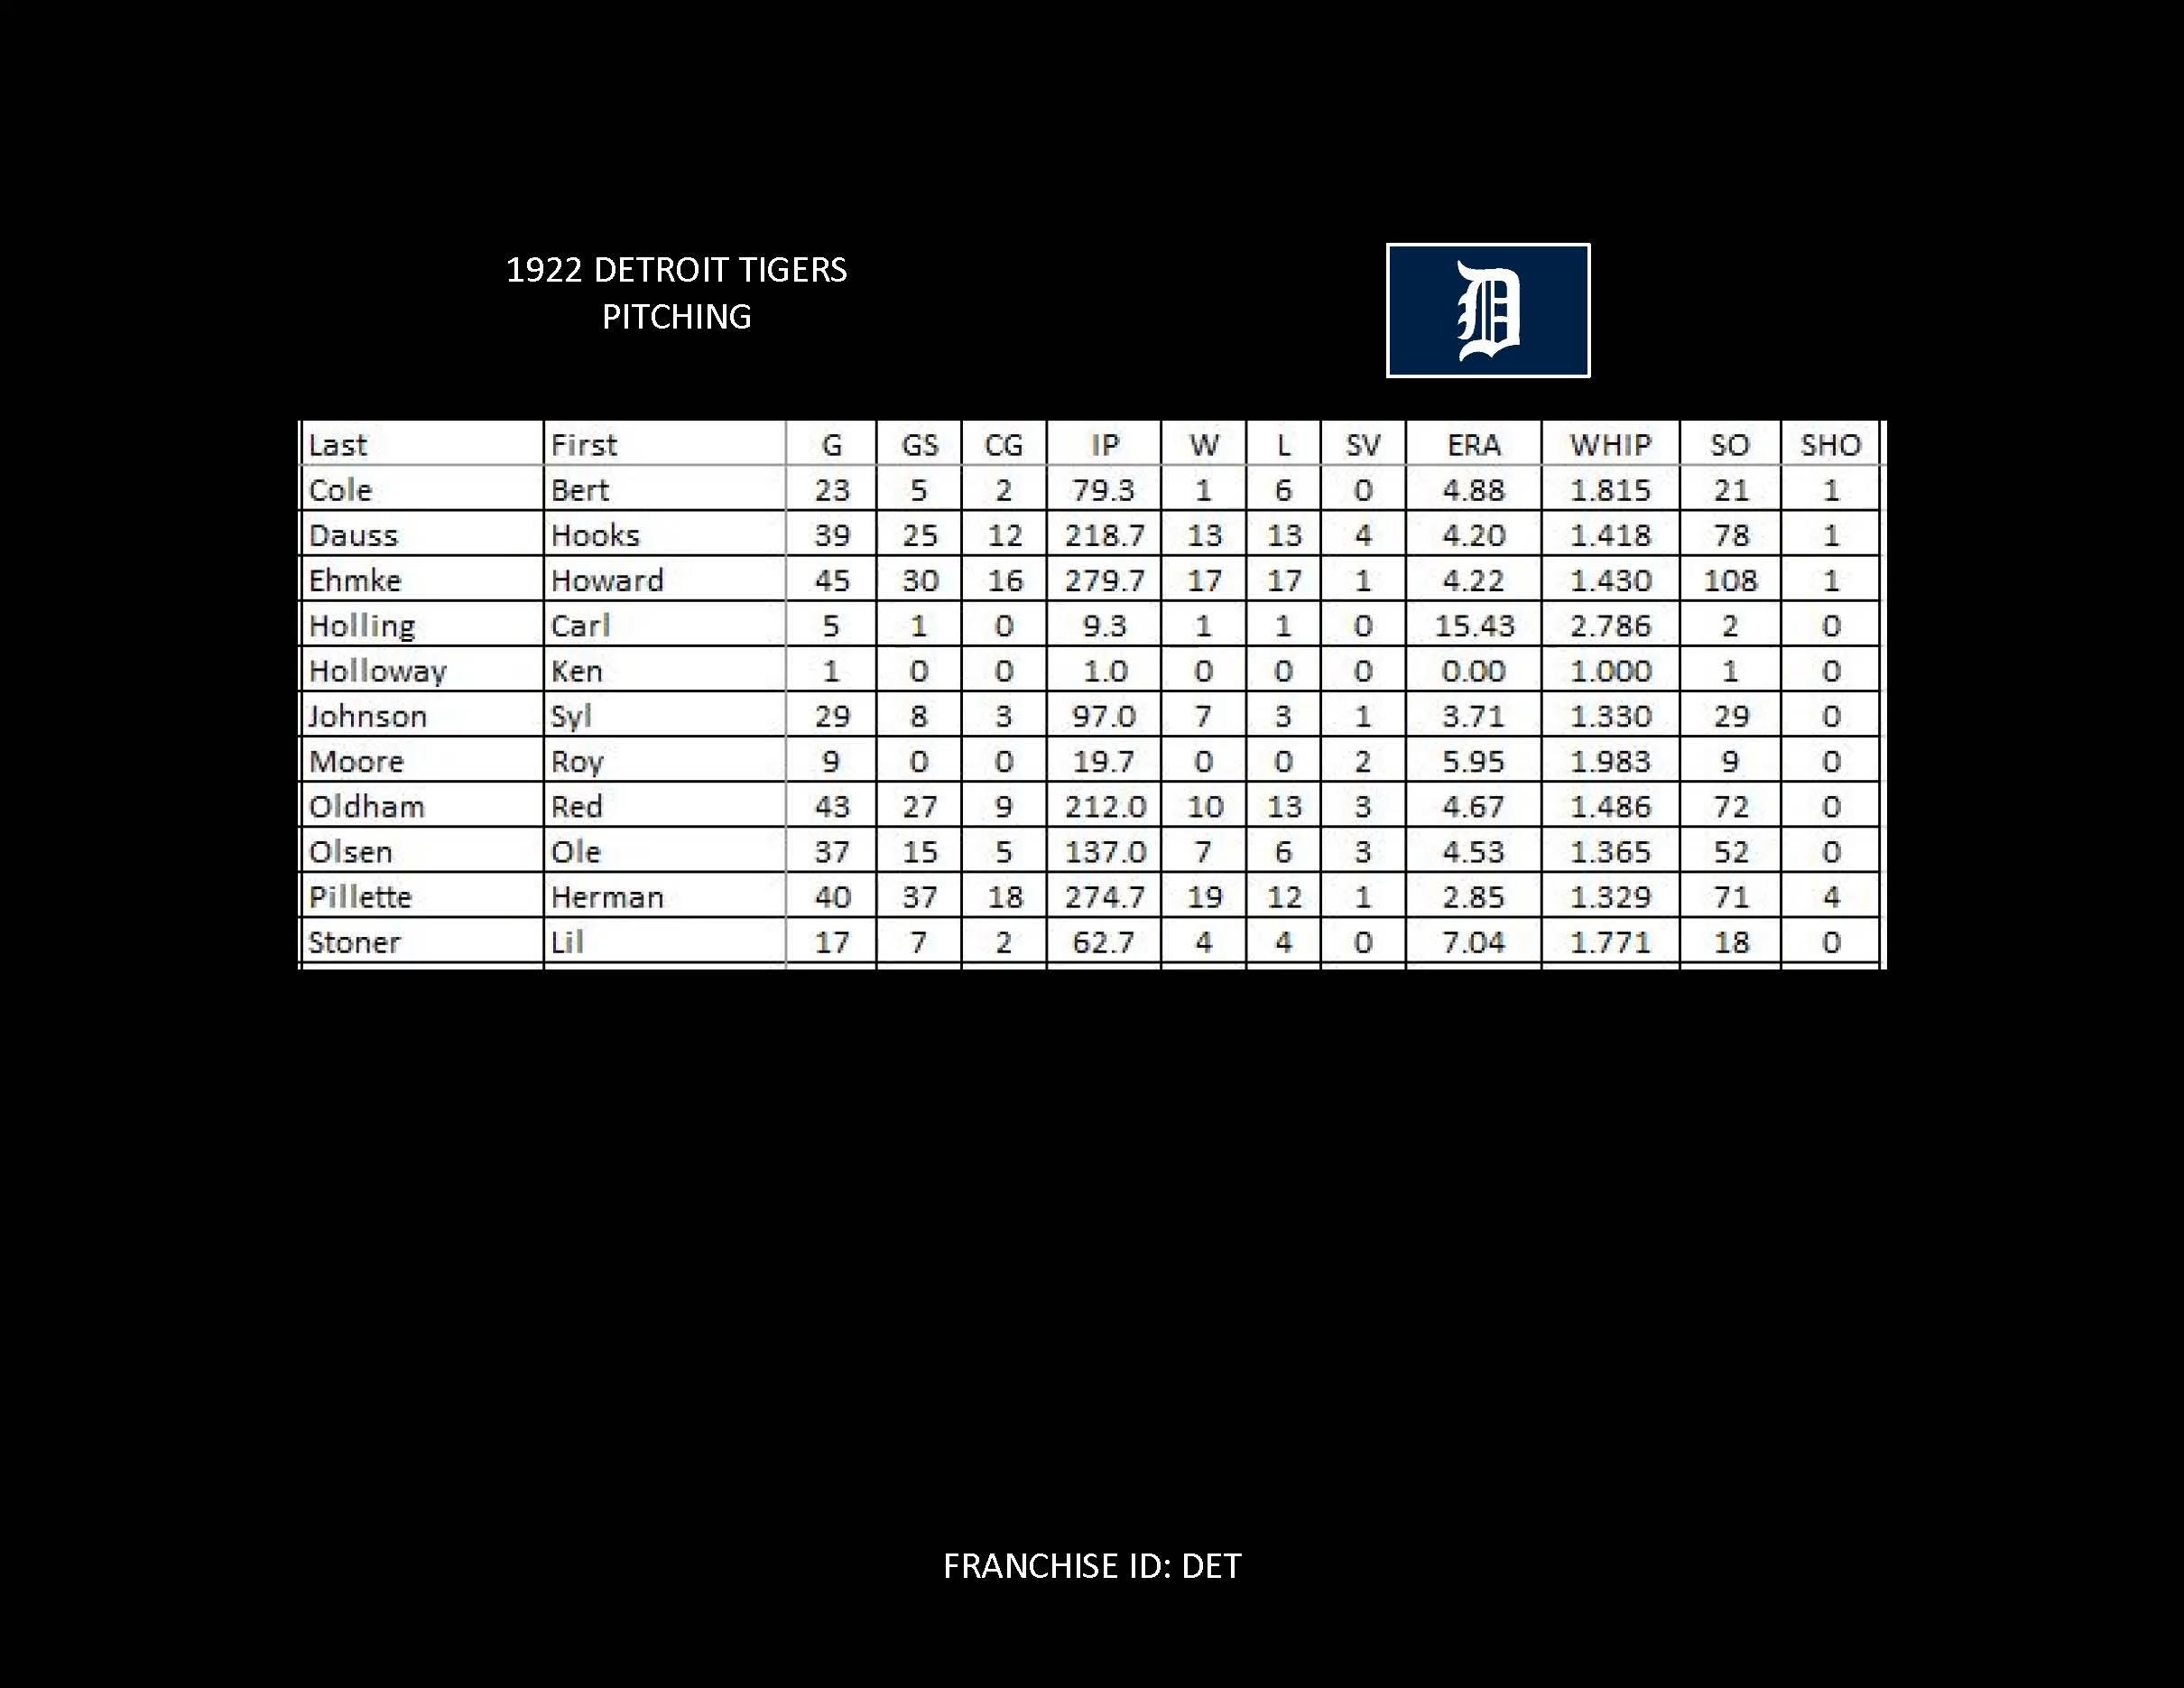 1922 DETROIT TIGERS
PITCHING
D
Last First G GS CG IP W L SV ERA WHIP SO SHO
Cole Bert 23 5 2 79.3 1 6 0 4.88 1.815 21 1
Dauss Hooks 39 25 12 218.7 13 13 4 4.20 1.418 78 1
Ehmke Howard 45 30 16 279.7 17 17 1 4.22 1.430 108 1
Holling Carl 5 1 0 9.3 1 1 0 15.43 2.786 2 0
Holloway Ken 1 0 0 1.0 0 0 0 0.00 1.000 1 0
Johnson Syl 29 8 3 97.0 7 3 1 3.71 1.330 29 0
Moore Roy 9 0 0 19.7 0 0 2 5.95 1.983 9 0
Oldham Red 43 27 9 212.0 10 13 3 4.67 1.486 72 0
Olsen Ole 37 15 5 137.0 7 6 3 4.53 1.365 52 0
Pillette Herman 40 37 18 274.7 19 12 1 2.85 1.329 71 4
Stoner Lil 17 7 2 62.7 4 4 0 7.04 1.771 18 0
FRANCHISE ID: DET